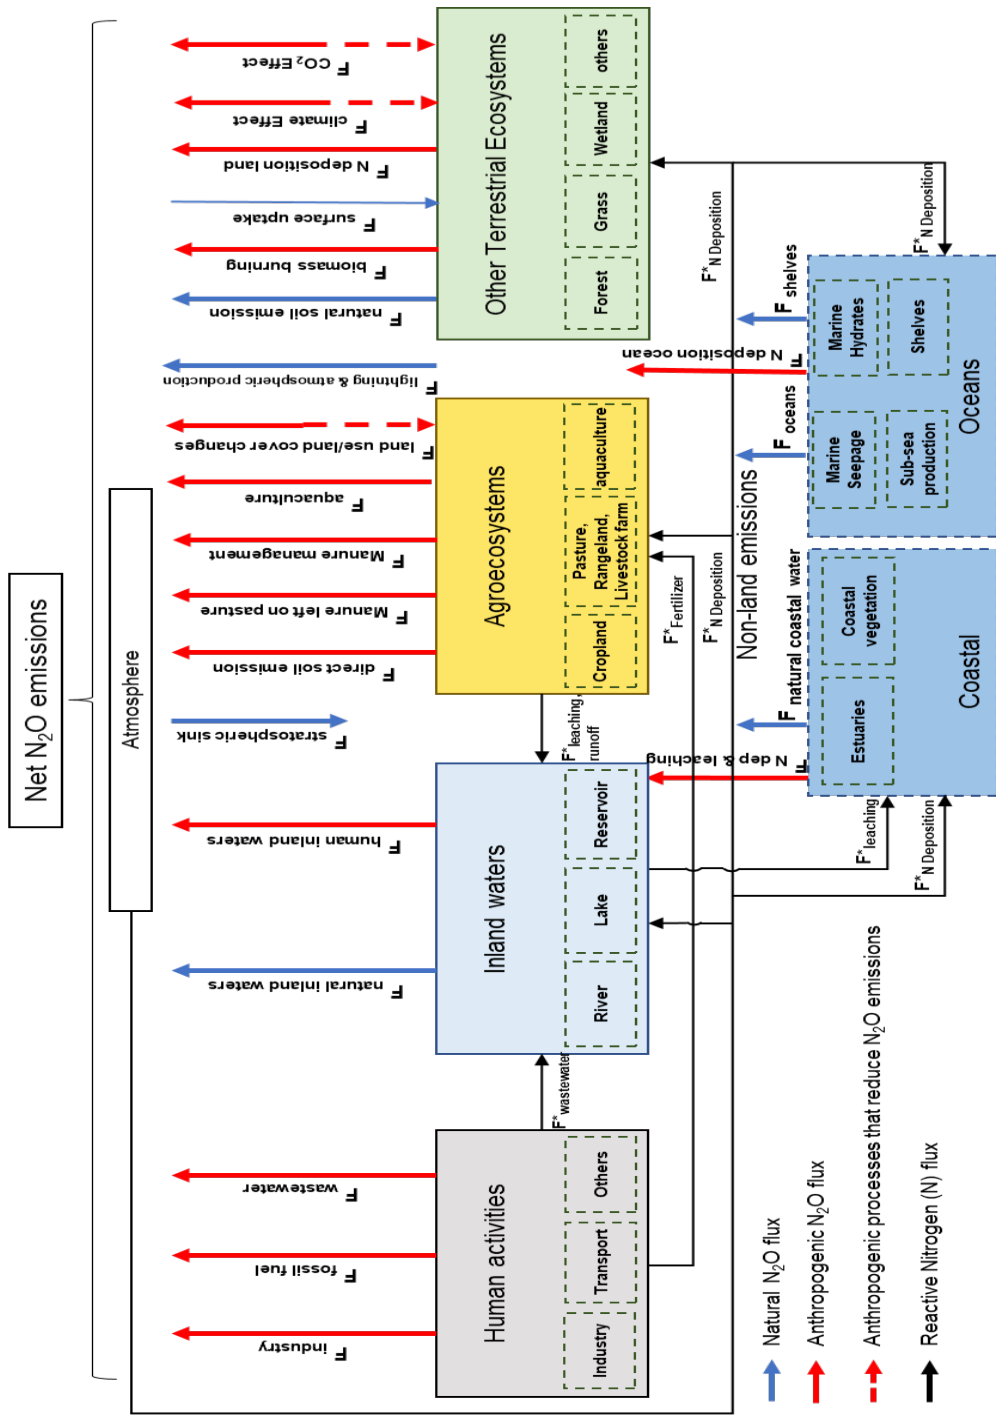 Net N₂O emissions
Atmosphere
F industry
F fossil fuel
F wastewater
F natural inland waters
F human inland waters
F stratospheric sink
F direct soil emission
F Manure left on pasture
F Manure management
F aquaculture
F land use/land cover changes
F lightning & atmospheric production
F natural soil emission
F biomass burning
F surface uptake
F N deposition land
F climate Effect
F CO₂ Effect
Human activities
Industry
Transport
Others
F*wastewater
Inland waters
River
Lake
Reservoir
F*leaching,
runoff
Agroecosystems
Cropland
Pasture,
Rangeland,
Livestock farm
aquaculture
Other Terrestrial Ecosystems
Forest
Grass
Wetland
others
F*Fertilizer
F*N Deposition
F*N Deposition
Non-land emissions
F N dep & leaching
F natural coastal water
F oceans
F N deposition ocean
F shelves
F*N Deposition
F*leaching
F*N Deposition
Estuaries
Coastal
vegetation
Coastal
Marine
Seepage
Marine
Hydrates
Sub-sea
production
Shelves
Oceans
Natural N₂O flux
Anthropogenic N₂O flux
Anthropogenic processes that reduce N₂O emissions
Reactive Nitrogen (N) flux